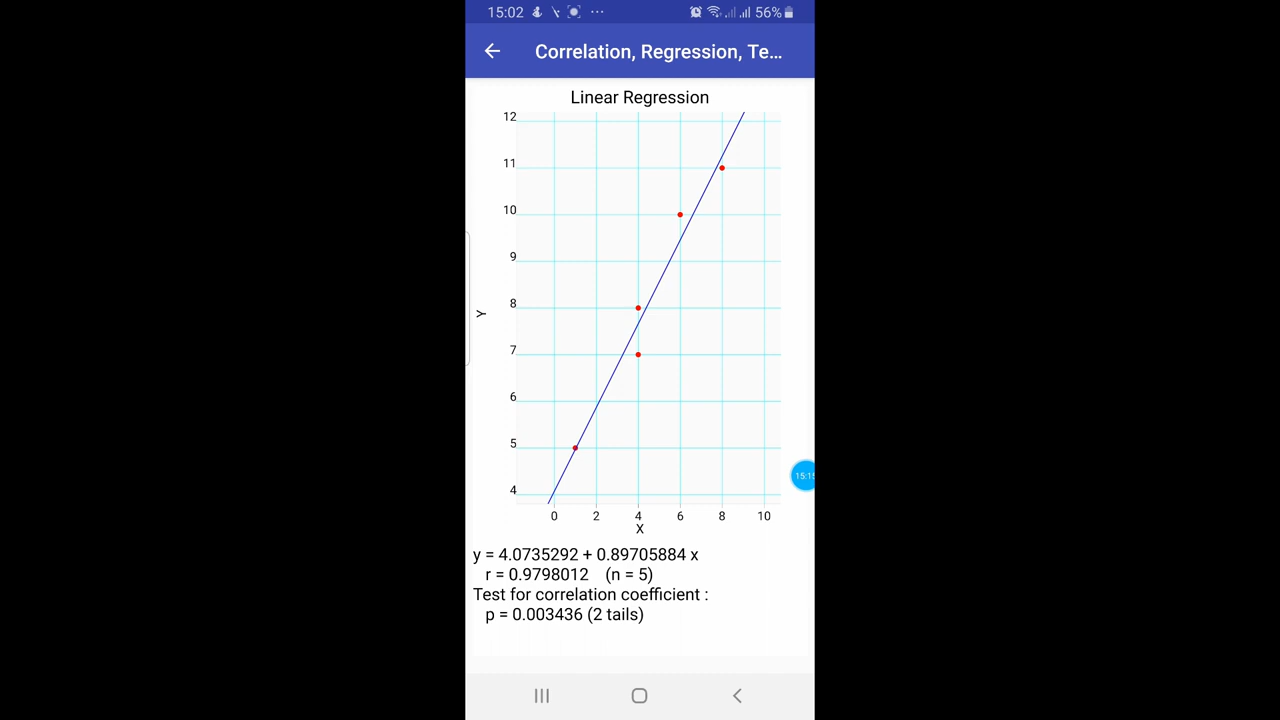 15:02 ... 56%
Correlation, Regression, Te...
Linear Regression
12
11
10
9
8
7
6
5
4
Y
0 2 4 6 8 10
X
15:15
y = 4.0735292 + 0.89705884 x
r = 0.9798012 (n = 5)
Test for correlation coefficient :
p = 0.003436 (2 tails)